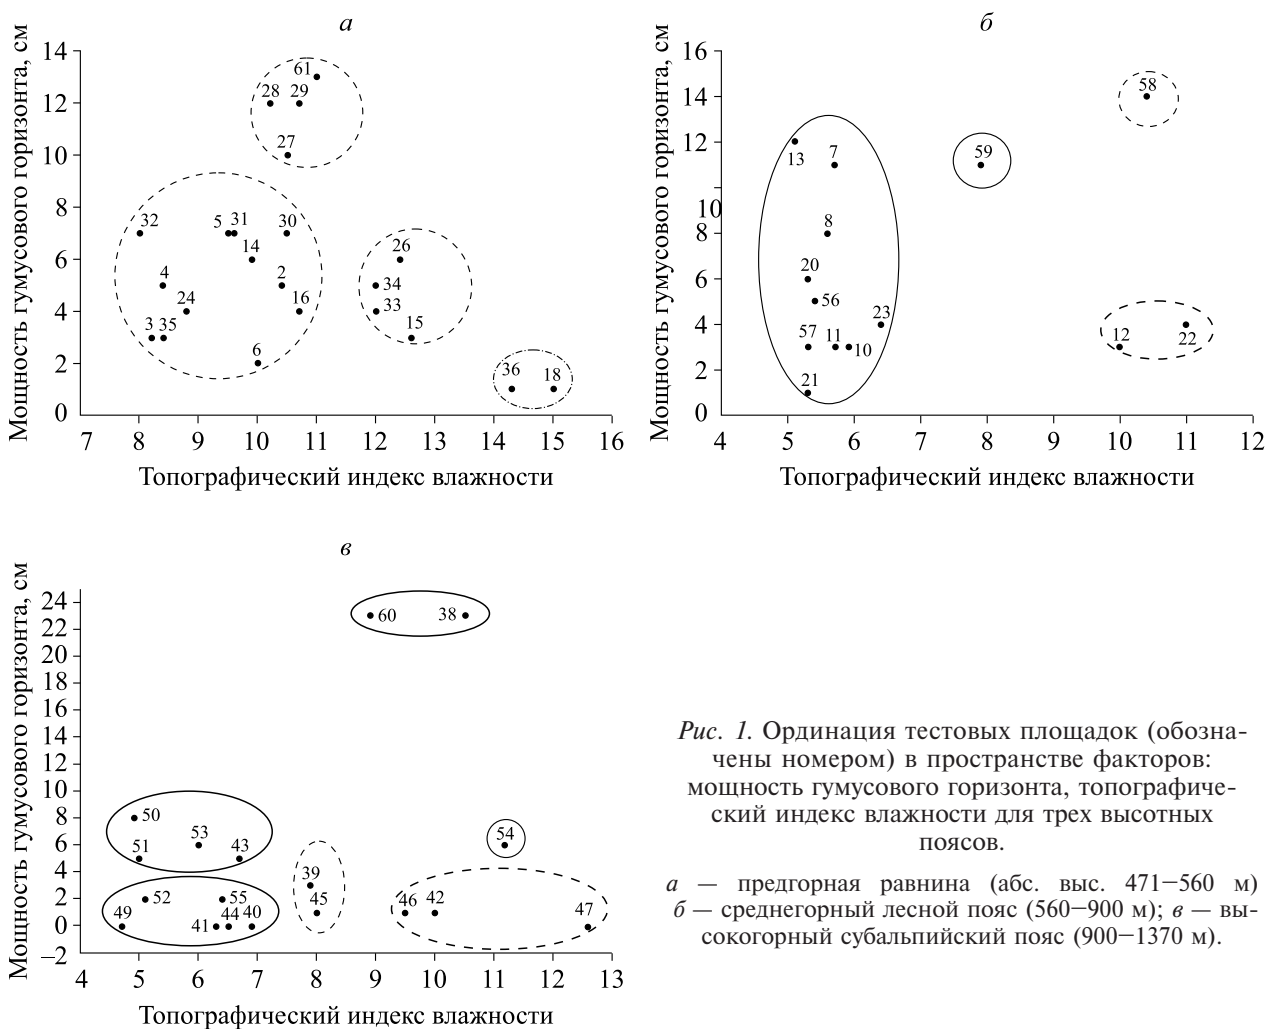 а
Мощность гумусового горизонта, см
14
12
10
8
6
4
2
0
61
28 29
27
32 5 31 30
14
26
4 2 34
24 16 33
3 35 15
6
36 18
7 8 9 10 11 12 13 14 15 16
Топографический индекс влажности
б
Мощность гумусового горизонта, см
16
14
12
10
8
6
4
2
0
58
13 7 59
8
20
56
23
57 11 10 12 22
21
4 5 6 7 8 9 10 11 12
Топографический индекс влажности
в
Мощность гумусового горизонта, см
24
22
20
18
16
14
12
10
8
6
4
2
0
–2
60 38
50
51 53 43 54
39
52 55 45 46 42
49 41 44 40 47
4 5 6 7 8 9 10 11 12 13
Топографический индекс влажности
Рис. 1. Ординация тестовых площадок (обозна-
чены номером) в пространстве факторов:
мощность гумусового горизонта, топографиче-
ский индекс влажности для трех высотных
поясов.
а — предгорная равнина (абс. выс. 471–560 м)
б — среднегорный лесной пояс (560–900 м); в — вы-
сокогорный субальпийский пояс (900–1370 м).